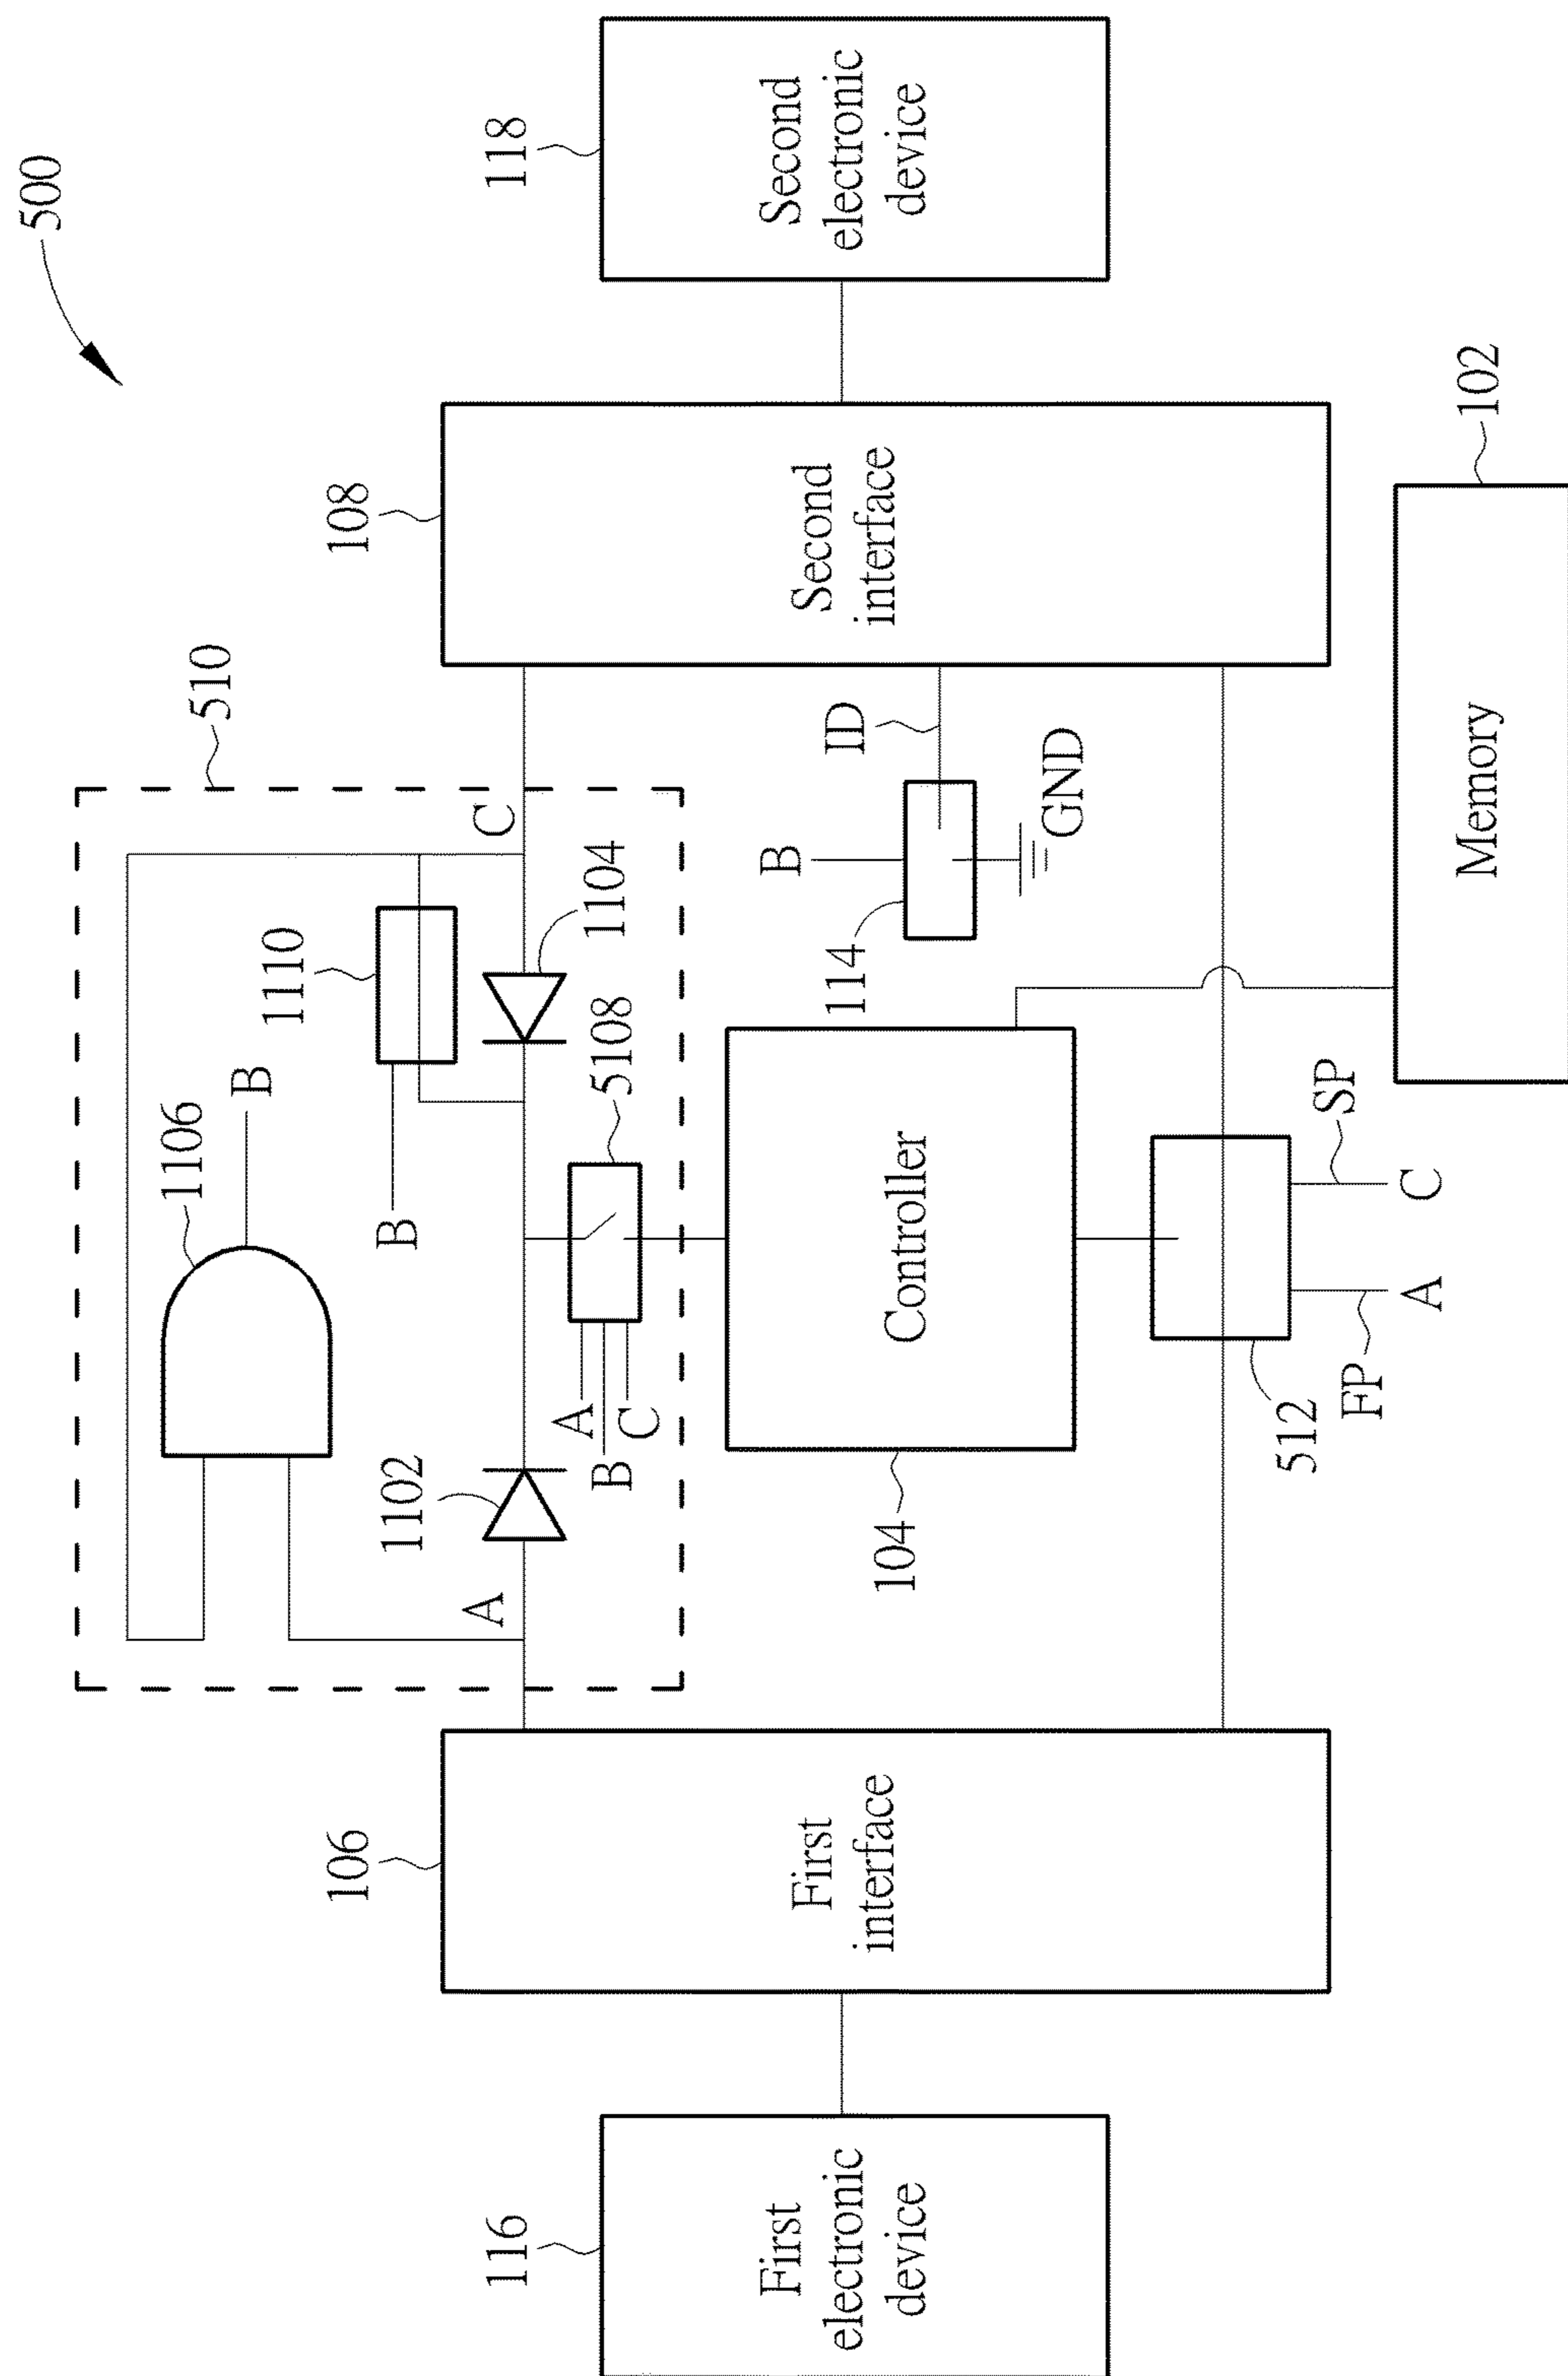 500
510
1106
B
1110
B
A
1102
C
1104
5108
A
B
C
116
First
electronic
device
106
First
interface
108
Second
interface
118
Second
electronic
device
104
Controller
114
B
ID
GND
512
FP
A
SP
C
102
Memory